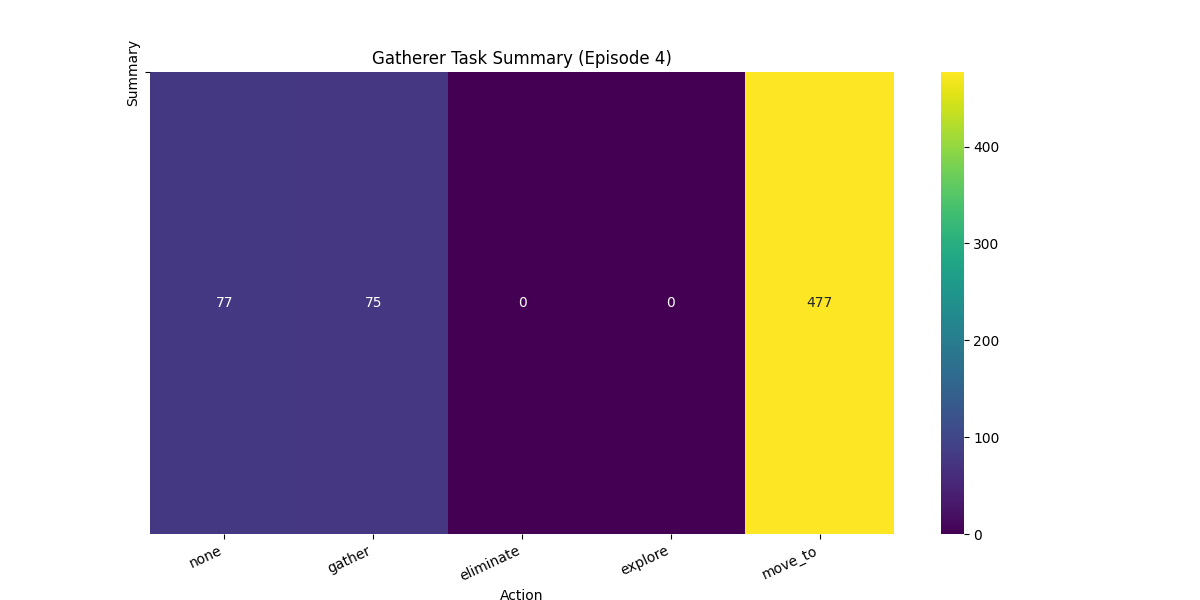 Gatherer Task Summary (Episode 4)
Summary
77 75 0 0 477
none gather eliminate explore move_to
Action
400
300
200
100
0